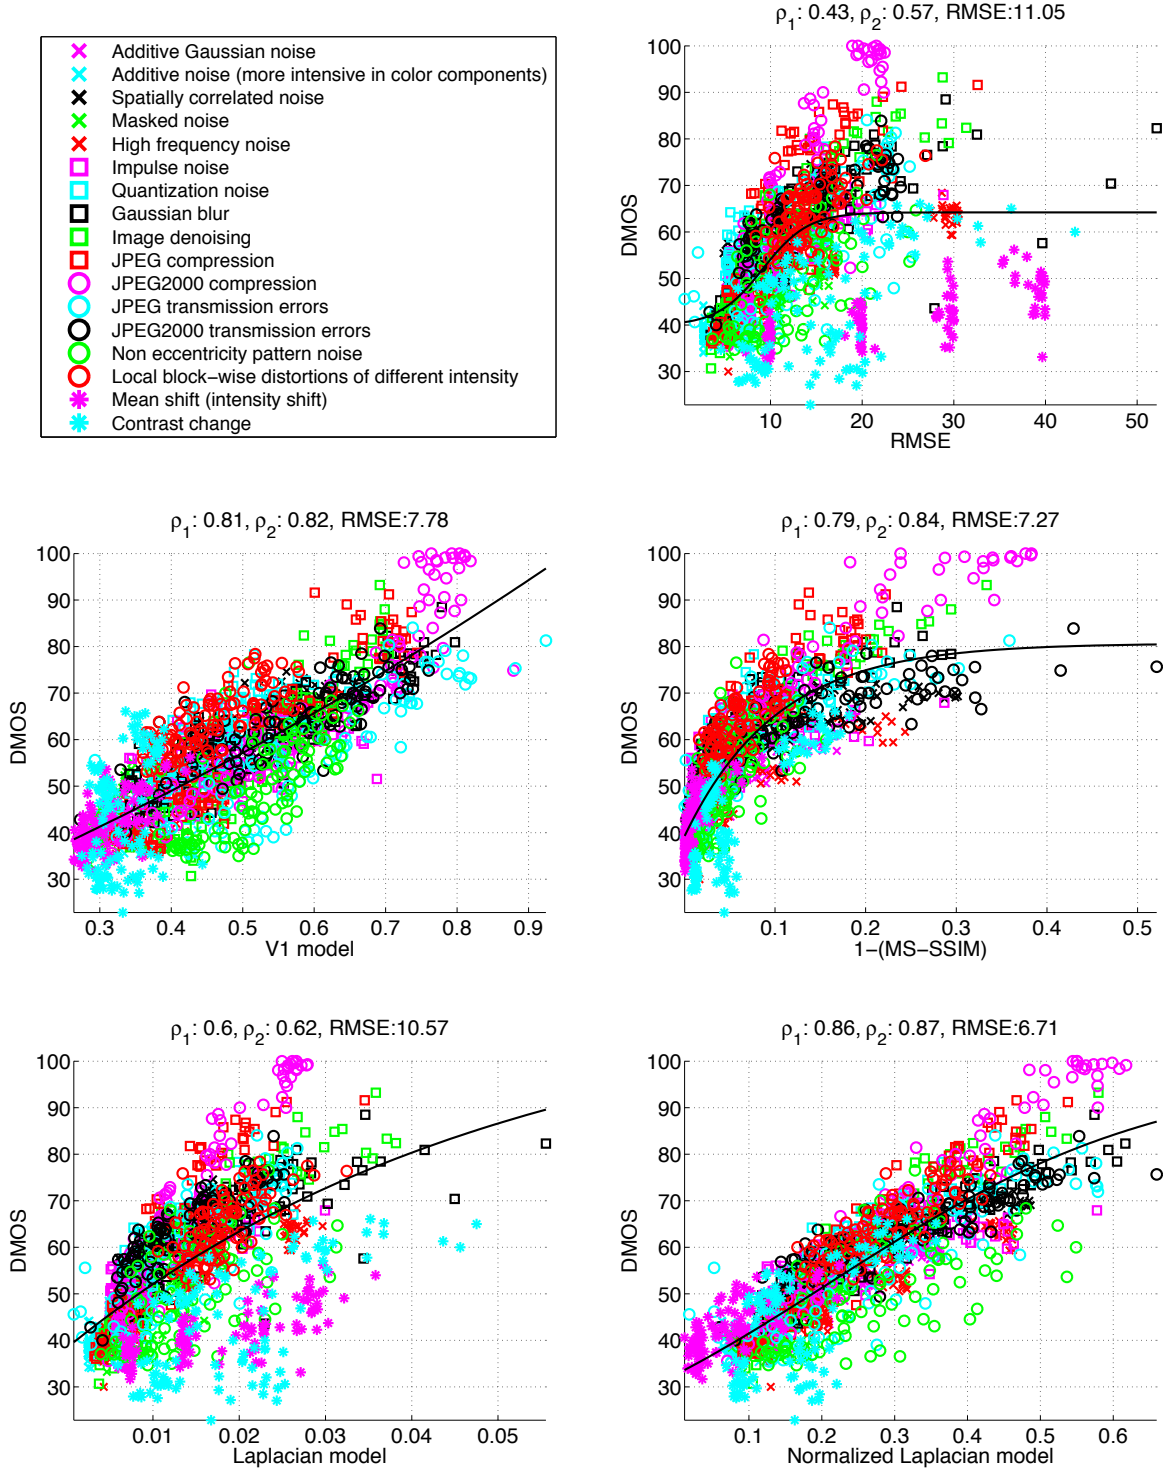 ρ1: 0.43, ρ2: 0.57, RMSE:11.05
Additive Gaussian noise
Additive noise (more intensive in color components)
Spatially correlated noise
Masked noise
High frequency noise
Impulse noise
Quantization noise
Gaussian blur
Image denoising
JPEG compression
JPEG2000 compression
JPEG transmission errors
JPEG2000 transmission errors
Non eccentricity pattern noise
Local block−wise distortions of different intensity
Mean shift (intensity shift)
Contrast change
100
90
80
70
60
50
40
30
DMOS
10 20 30 40 50
RMSE
ρ1: 0.81, ρ2: 0.82, RMSE:7.78
100
90
80
70
60
50
40
30
DMOS
0.3 0.4 0.5 0.6 0.7 0.8 0.9
V1 model
ρ1: 0.79, ρ2: 0.84, RMSE:7.27
100
90
80
70
60
50
40
30
DMOS
0.1 0.2 0.3 0.4 0.5
1−(MS−SSIM)
ρ1: 0.6, ρ2: 0.62, RMSE:10.57
100
90
80
70
60
50
40
30
DMOS
0.01 0.02 0.03 0.04 0.05
Laplacian model
ρ1: 0.86, ρ2: 0.87, RMSE:6.71
100
90
80
70
60
50
40
30
DMOS
0.1 0.2 0.3 0.4 0.5 0.6
Normalized Laplacian model